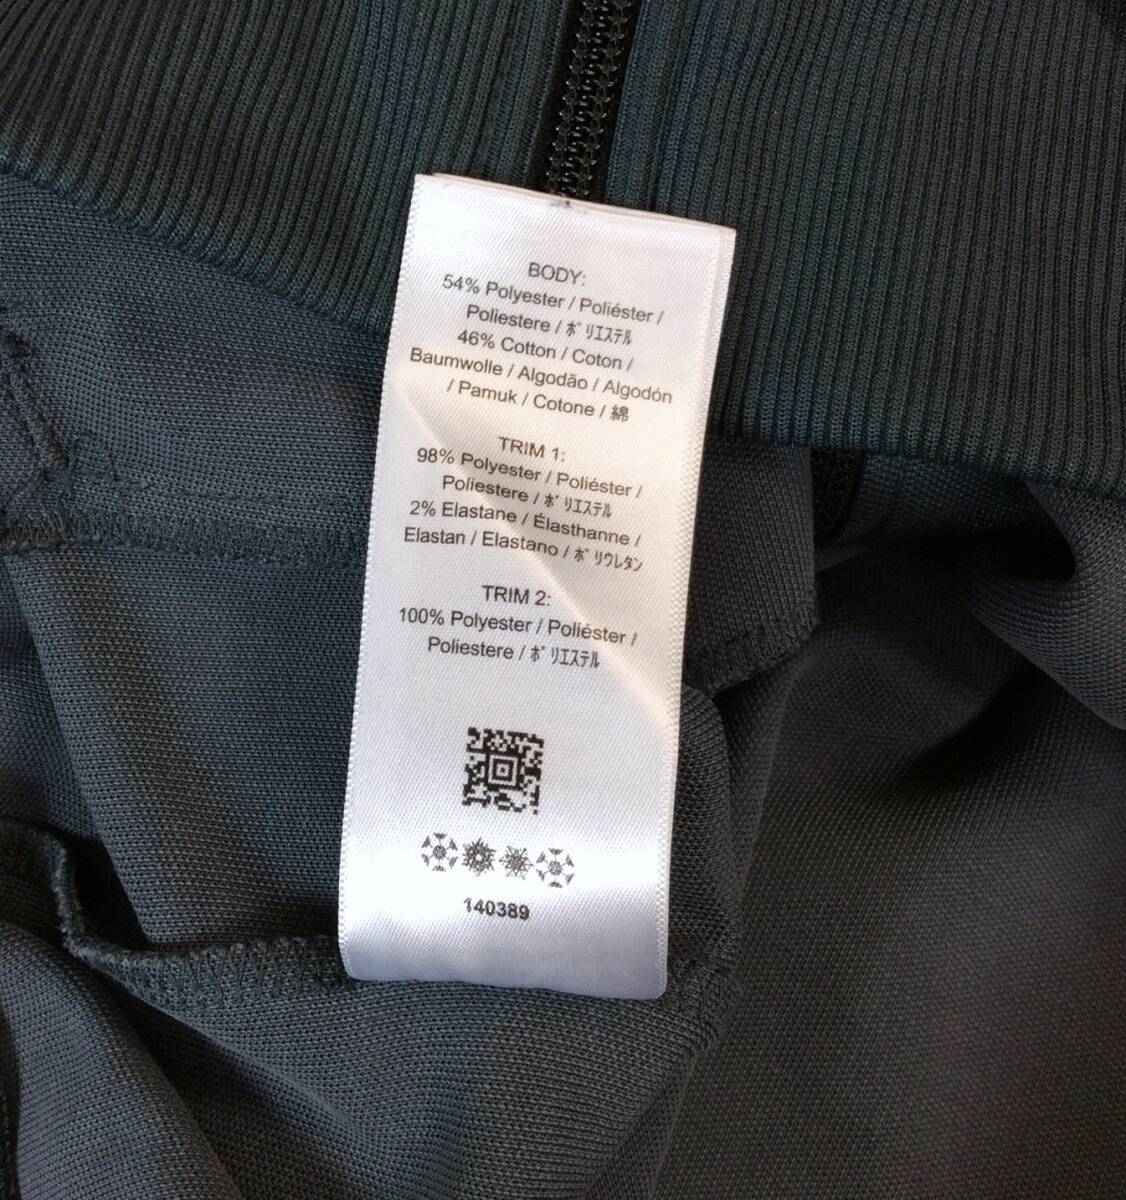 BODY:
54% Polyester / Poliéster /
Poliestere / ﾎﾟﾘｴｽﾃﾙ
46% Cotton / Coton /
Baumwolle / Algodão / Algodón
/ Pamuk / Cotone / 綿
TRIM 1:
98% Polyester / Poliéster /
Poliestere / ﾎﾟﾘｴｽﾃﾙ
2% Elastane / Élasthanne /
Elastan / Elastano / ﾎﾟﾘｳﾚﾀﾝ
TRIM 2:
100% Polyester / Poliéster /
Poliestere / ﾎﾟﾘｴｽﾃﾙ
140389